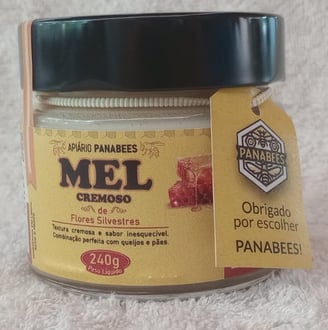 APIÁRIO PANABEES
MEL
CREMOSO
de
Flores Silvestres
Textura cremosa e sabor inesquecível.
Combinação perfeita com queijos e pães.
240g
Peso Líquido
PANABEES
Obrigado
por escolher
PANABEES!